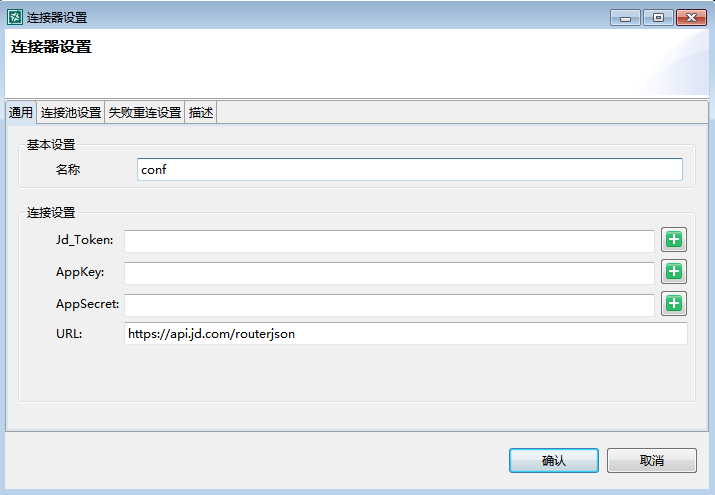 连接器设置
连接器设置
通用 连接池设置 失败重连设置 描述
基本设置
名称 conf
连接设置
Jd_Token:
AppKey:
AppSecret:
URL: https://api.jd.com/routerjson
确认 取消